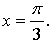 x = π/3.